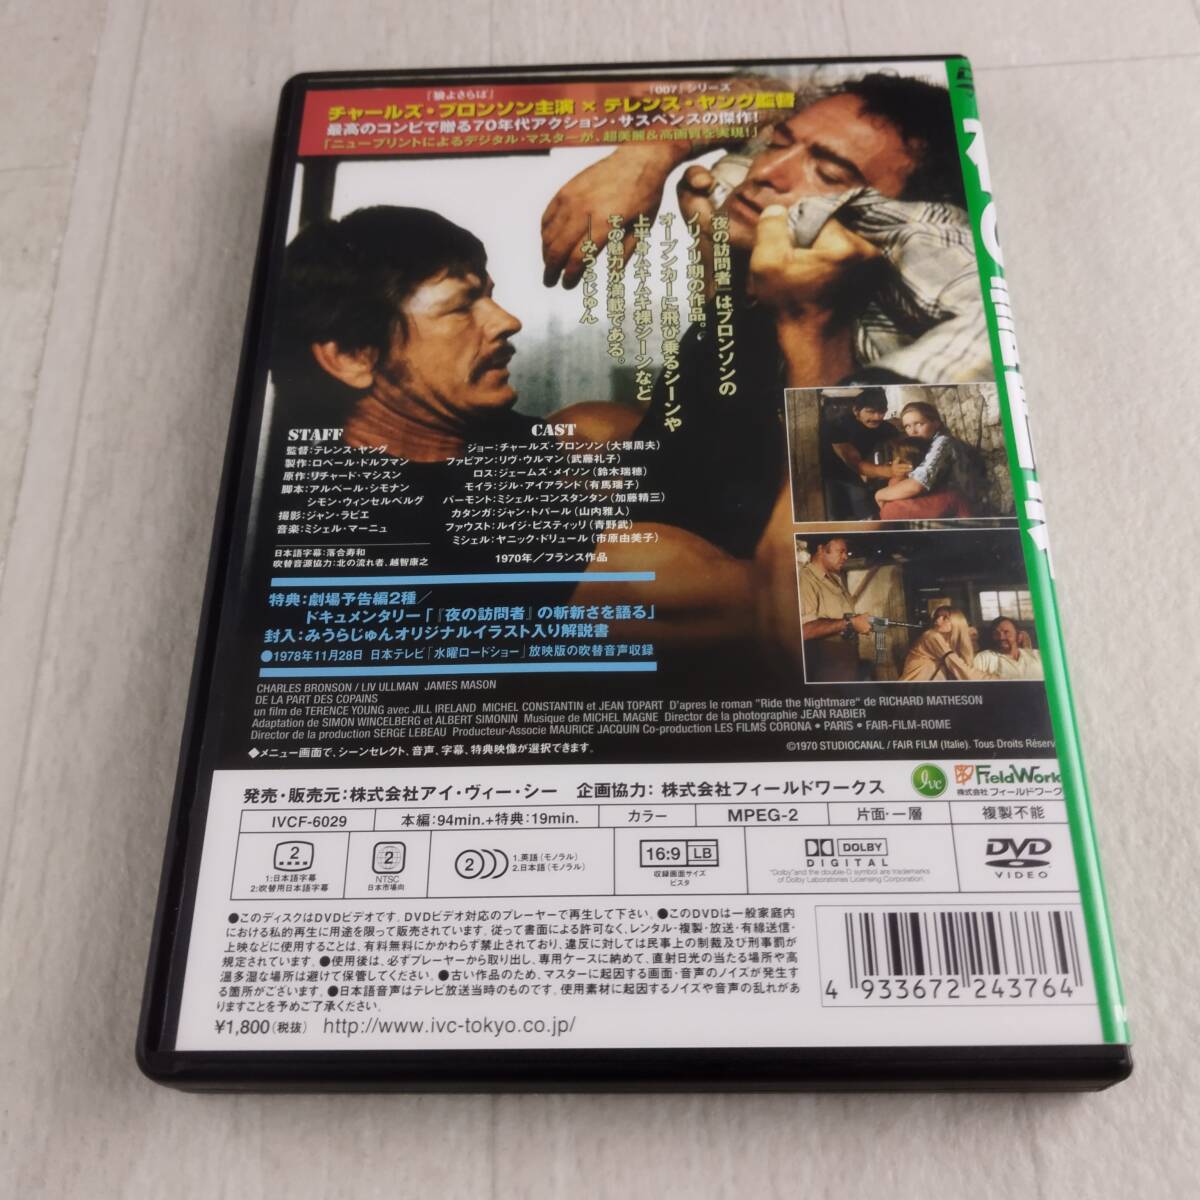 『狼よさらば』
『007』シリーズ
チャールズ・ブロンソン主演×テレンス・ヤング監督
最高のコンビで贈る70年代アクション・サスペンスの傑作!
「ニュープリントによるデジタル・マスターが、超美麗&高画質を実現!」
『夜の訪問者』はブロンソンの
ノリノリ期の作品。
オープンカーに飛び乗るシーンや
上半身ムキムキ裸シーンなど
その魅力が満載である。
——みうらじゅん
STAFF
監督:テレンス・ヤング
製作:ロベール・ドルフマン
原作:リチャード・マシスン
脚本:アルベール・シモナン
シモン・ウィンセルベルグ
撮影:ジャン・ラビエ
音楽:ミシェル・マーニュ
日本語字幕:落合寿和
吹替音源協力:北の流れ者、越智康之
CAST
ジョー:チャールズ・ブロンソン(大塚周夫)
ファビアン:リヴ・ウルマン(武藤礼子)
ロス:ジェームズ・メイソン(鈴木瑞穂)
モイラ:ジル・アイアランド(有馬瑞子)
バーモント:ミシェル・コンスタンタン(加藤精三)
カタンガ:ジャン・トパール(山内雅人)
ファウスト:ルイジ・ピスティッリ(青野武)
ミシェル:ヤニック・ドリュール(市原由美子)
1970年/フランス作品
特典:劇場予告編2種/
ドキュメンタリー「『夜の訪問者』の斬新さを語る」
封入:みうらじゅんオリジナルイラスト入り解説書
●1978年11月28日 日本テレビ「水曜ロードショー」放映版の吹替音声収録
CHARLES BRONSON / LIV ULLMAN JAMES MASON
DE LA PART DES COPAINS
un film de TERENCE YOUNG avec JILL IRELAND MICHEL CONSTANTIN et JEAN TOPART D'apres le roman "Ride the Nightmare" de RICHARD MATHESON
Adaptation de SIMON WINCELBERG et ALBERT SIMONIN Musique de MICHEL MAGNE Director de la photographie JEAN RABIER
Director de la production SERGE LEBEAU Producteur-Associe MAURICE JACQUIN Co-production LES FILMS CORONA・PARIS・FAIR-FILM-ROME
◆メニュー画面で、シーンセレクト、音声、字幕、特典映像が選択できます。
©1970 STUDIOCANAL / FAIR FILM (Italie). Tous Droits Réserv
発売・販売元:株式会社アイ・ヴィー・シー 企画協力:株式会社フィールドワークス
ivc
FieldWork
株式会社フィールドワーク
IVCF-6029 本編:94min.+特典:19min. カラー MPEG-2 片面・一層 複製不能
2
1:日本語字幕
2:吹替用日本語字幕
2
NTSC
日本市場向
2
1.英語(モノラル)
2.日本語(モノラル)
16:9 LB
収録画面サイズ
ビスタ
DOLBY
DIGITAL
"Dolby" and the double-D symbol are trademarks
of Dolby Laboratories Licensing Corporation.
DVD
VIDEO
●このディスクはDVDビデオです。DVDビデオ対応のプレーヤーで再生して下さい。●このDVDは一般家庭内
における私的再生に用途を限って販売されています。従って書面による許可なく、レンタル・複製・放送・有線送信・
上映などに使用することは、有料無料にかかわらず禁止されており、違反に対しては民事上の制裁及び刑事罰が
規定されています。●使用後は、必ずプレーヤーから取り出し、専用ケースに納めて、直射日光の当たる場所や高
温多湿な場所は避けて保管してください。●古い作品のため、マスターに起因する画面・音声のノイズが発生す
る箇所がございます。●日本語音声はテレビ放送当時のものです。使用素材に起因するノイズや音声の乱れがあ
りますことを予めご了承ください。
¥1,800(税抜) http://www.ivc-tokyo.co.jp/
4 933672 243764